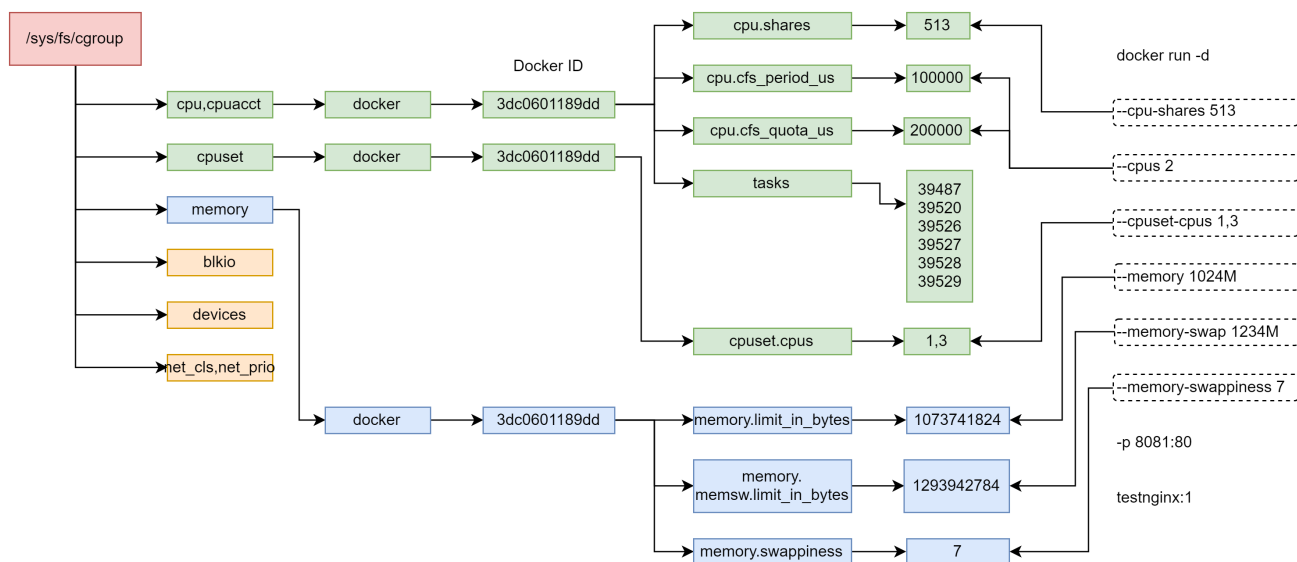 /sys/fs/cgroup
Docker ID
cpu,cpuacct
docker
3dc0601189dd
cpu.shares
513
cpu.cfs_period_us
100000
cpu.cfs_quota_us
200000
tasks
39487
39520
39526
39527
39528
39529
cpuset
docker
3dc0601189dd
cpuset.cpus
1,3
memory
blkio
devices
net_cls,net_prio
docker
3dc0601189dd
memory.limit_in_bytes
1073741824
memory.
memsw.limit_in_bytes
1293942784
memory.swappiness
7
docker run -d
--cpu-shares 513
--cpus 2
--cpuset-cpus 1,3
--memory 1024M
--memory-swap 1234M
--memory-swappiness 7
-p 8081:80
testnginx:1